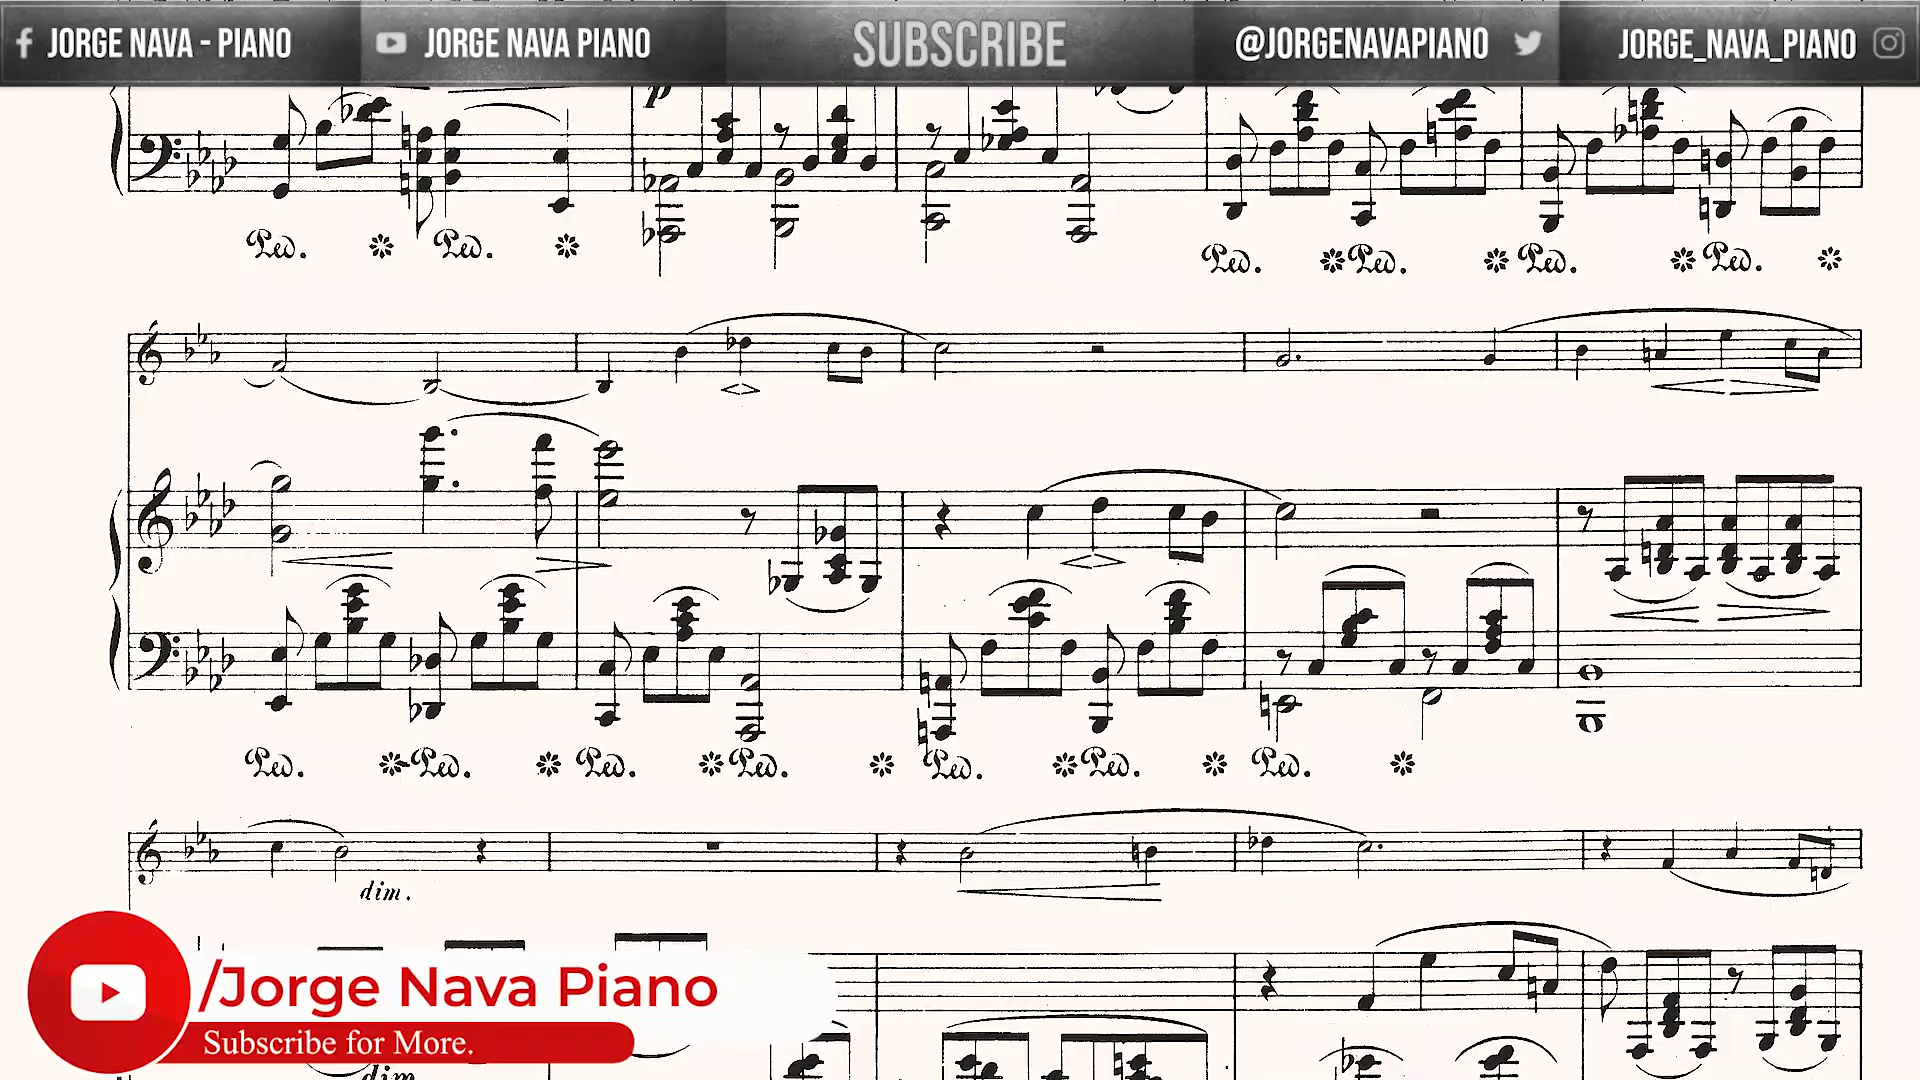 JORGE NAVA - PIANO JORGE NAVA PIANO SUBSCRIBE @JORGENAVAPIANO JORGE_NAVA_PIANO
p
Ped. Ped. Ped. Ped. Ped. Ped.
Ped. Ped. Ped. Ped. Ped. Ped. Ped.
dim.
/Jorge Nava Piano
Subscribe for More.
dim.